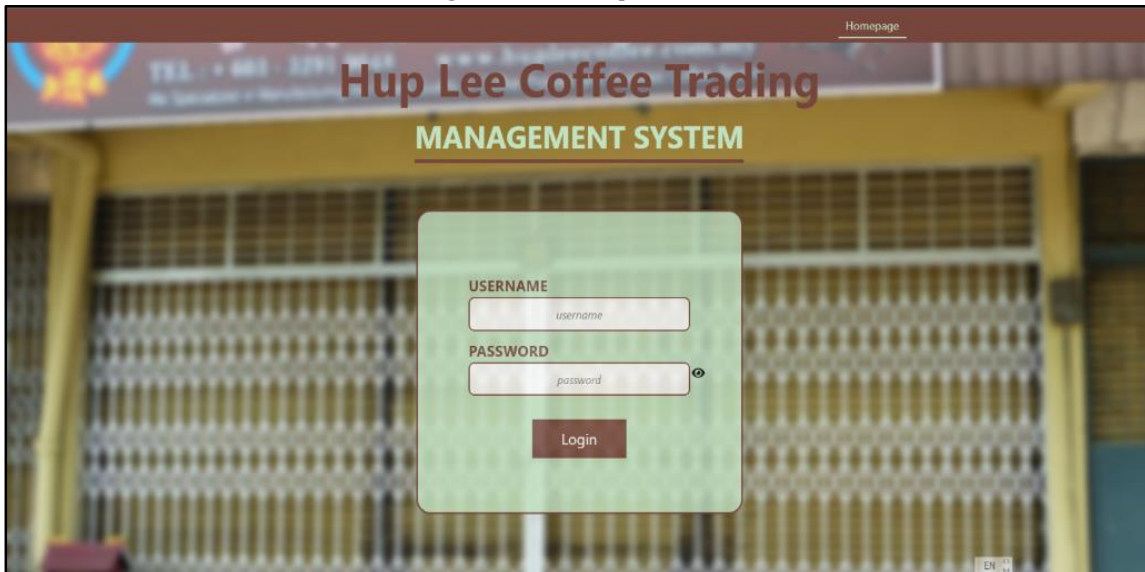 Homepage
Hup Lee Coffee Trading
MANAGEMENT SYSTEM
USERNAME
username
PASSWORD
password
Login
EN